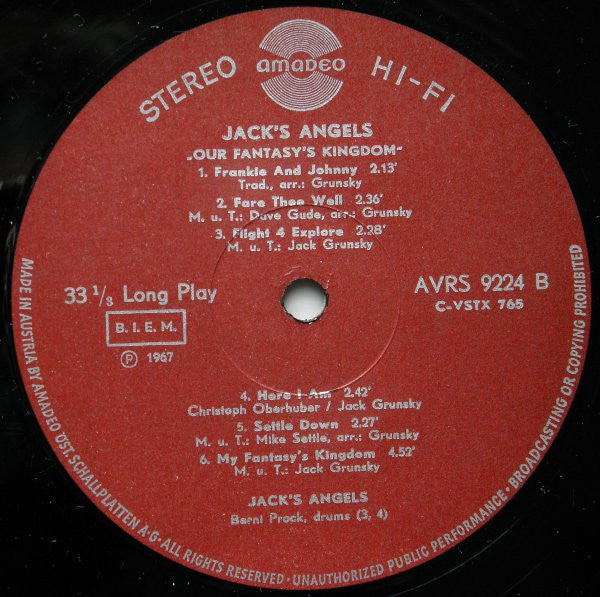 STEREO amadeo HI-FI
JACK'S ANGELS
„OUR FANTASY'S KINGDOM“
1. Frankie And Johnny 2.13'
Trad., arr.: Grunsky
2. Fare Thee Well 2.36'
M. u. T.: Dave Gude, arr.: Grunsky
3. Flight 4 Explore 2.28'
M. u. T.: Jack Grunsky
33 1/3 Long Play
AVRS 9224 B
C-VSTX 765
B. I. E. M.
Ⓟ 1967
4. Here I Am 2.42'
Christoph Oberhuber / Jack Grunsky
5. Settle Down 2.27'
M. u. T.: Mike Settle, arr.: Grunsky
6. My Fantasy's Kingdom 4.52'
M. u. T.: Jack Grunsky
JACK'S ANGELS
Barni Prock, drums (3, 4)
MADE IN AUSTRIA BY AMADEO ÖST. SCHALLPLATTEN A·G·ALL RIGHTS RESERVED · UNAUTHORIZED PUBLIC PERFORMANCE · BROADCASTING OR COPYING PROHIBITED